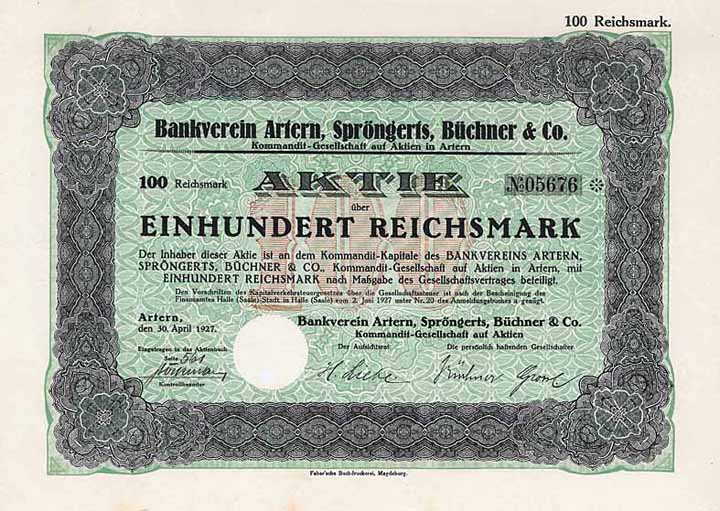 100 Reichsmark.
Bankverein Artern, Spröngerts, Büchner & Co.
Kommandit-Gesellschaft auf Aktien in Artern
100 Reichsmark AKTIE №05676
über
EINHUNDERT REICHSMARK
Der Inhaber dieser Aktie ist an dem Kommandit-Kapitale des BANKVEREINS ARTERN,
SPRÖNGERTS, BÜCHNER & CO., Kommandit-Gesellschaft auf Aktien in Artern, mit
EINHUNDERT REICHSMARK nach Maßgabe des Gesellschaftsvertrages beteiligt.
Den Vorschriften des Kapitalverkehrsteuergesetzes über die Gesellschaftssteuer ist nach der Bescheinigung des
Finanzamtes Halle (Saale)-Stadt in Halle (Saale) vom 2. Juni 1927 unter Nr. 20 des Anmeldungsbuches a genügt.
Artern,
den 30. April 1927.
Bankverein Artern, Spröngerts, Büchner & Co.
Kommandit-Gesellschaft auf Aktien
Eingetragen in das Aktienbuch
Seite 561
Kontrollbeamter
Der Aufsichtsrat
Die persönlich haftenden Gesellschafter
Büchner
Faber'sche Buchdruckerei, Magdeburg.